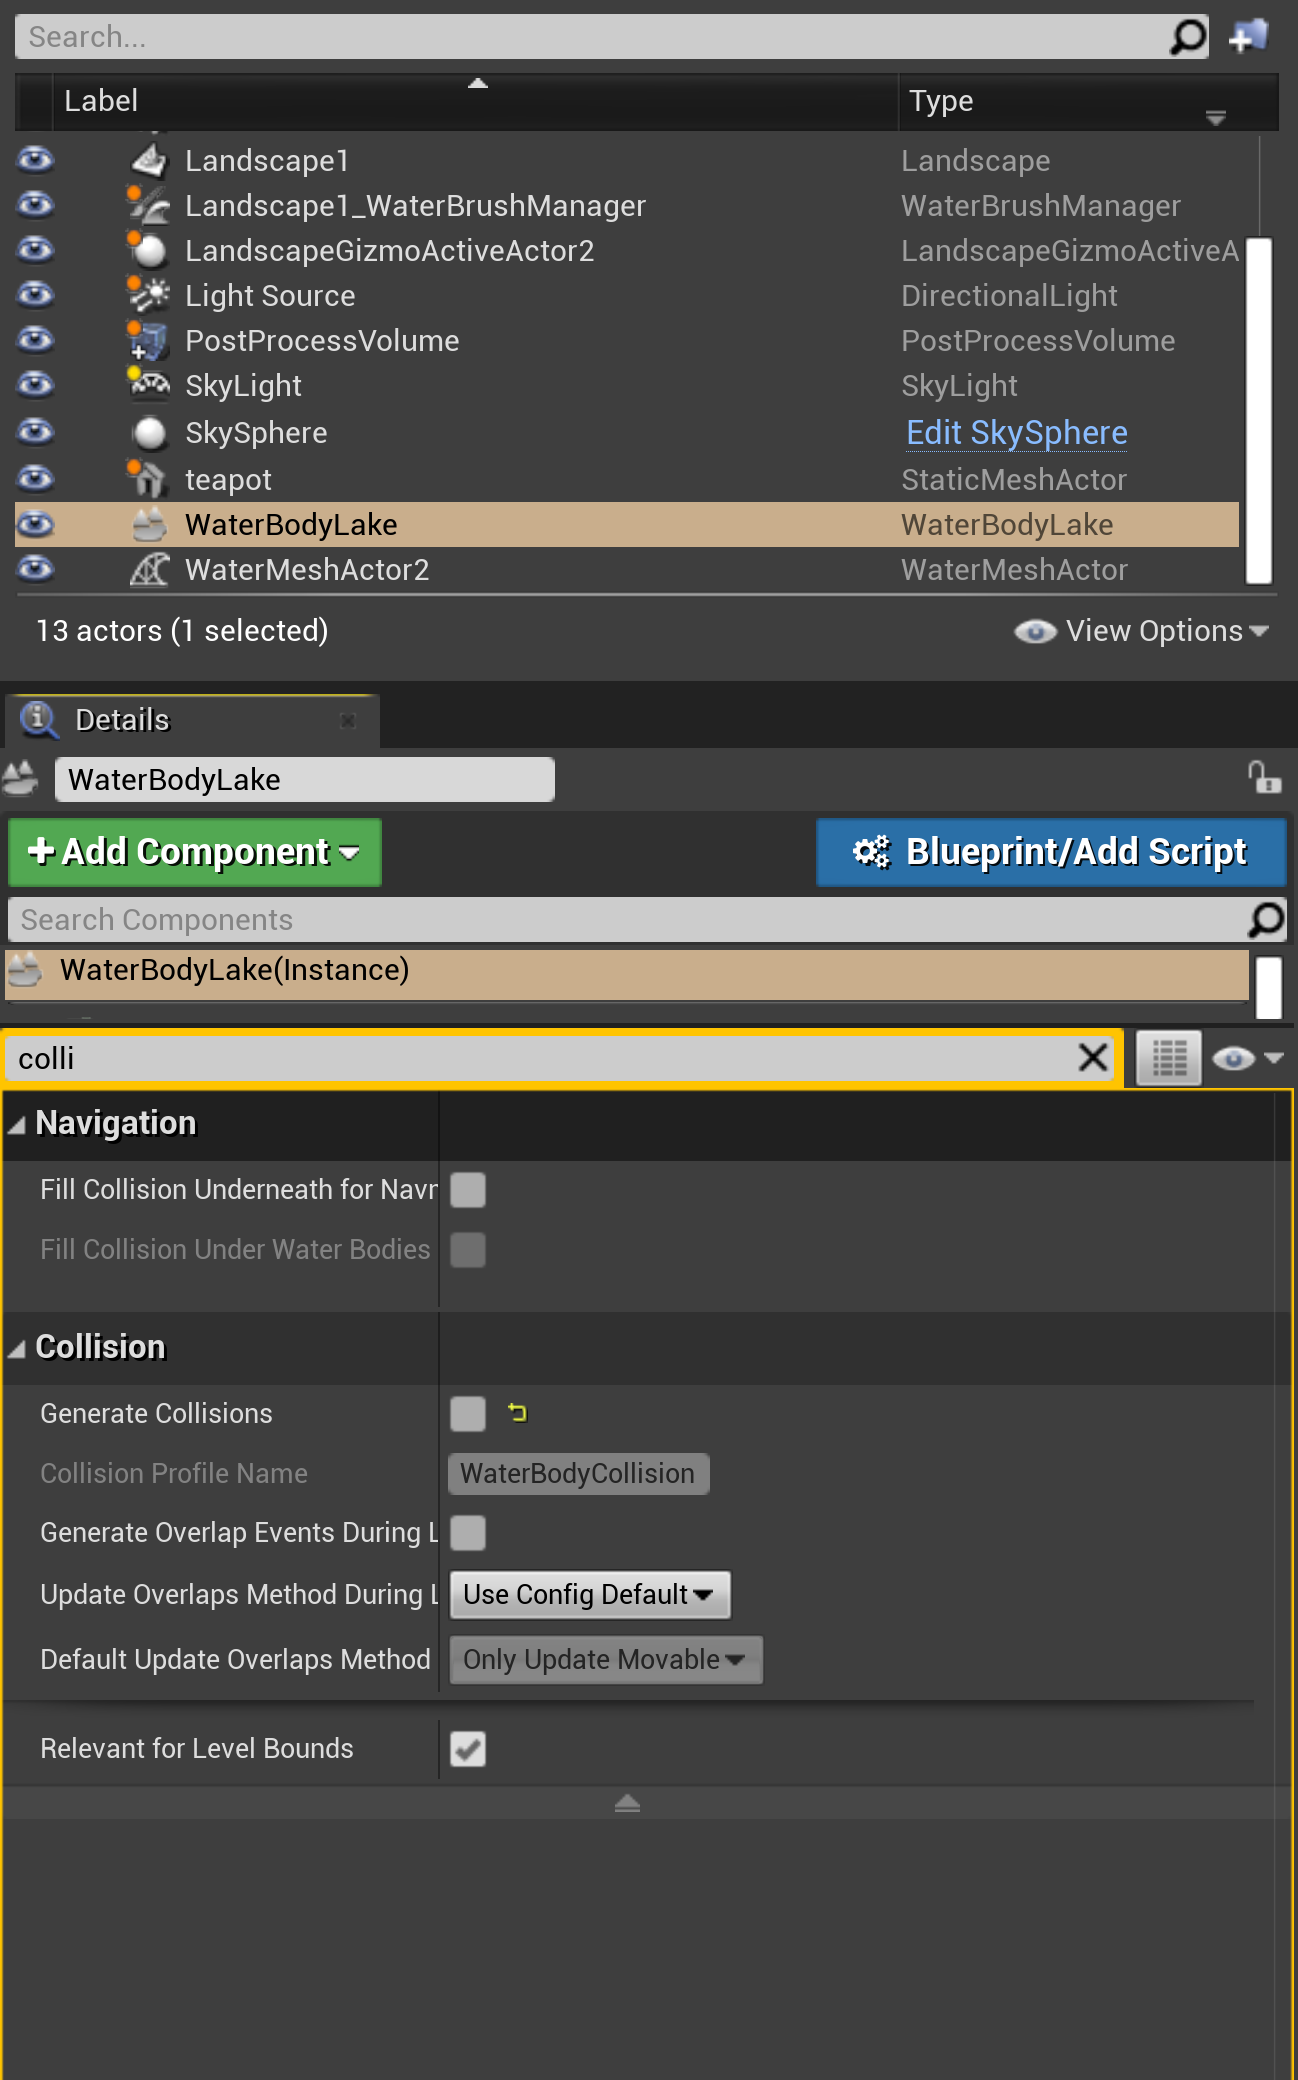 Search...
Label Type
Landscape1 Landscape
Landscape1_WaterBrushManager WaterBrushManager
LandscapeGizmoActiveActor2 LandscapeGizmoActiveA
Light Source DirectionalLight
PostProcessVolume PostProcessVolume
SkyLight SkyLight
SkySphere Edit SkySphere
teapot StaticMeshActor
WaterBodyLake WaterBodyLake
WaterMeshActor2 WaterMeshActor
13 actors (1 selected) View Options
Details
WaterBodyLake
+ Add Component Blueprint/Add Script
Search Components
WaterBodyLake(Instance)
colli
Navigation
Fill Collision Underneath for Navm
Fill Collision Under Water Bodies
Collision
Generate Collisions
Collision Profile Name WaterBodyCollision
Generate Overlap Events During L
Update Overlaps Method During L Use Config Default
Default Update Overlaps Method Only Update Movable
Relevant for Level Bounds